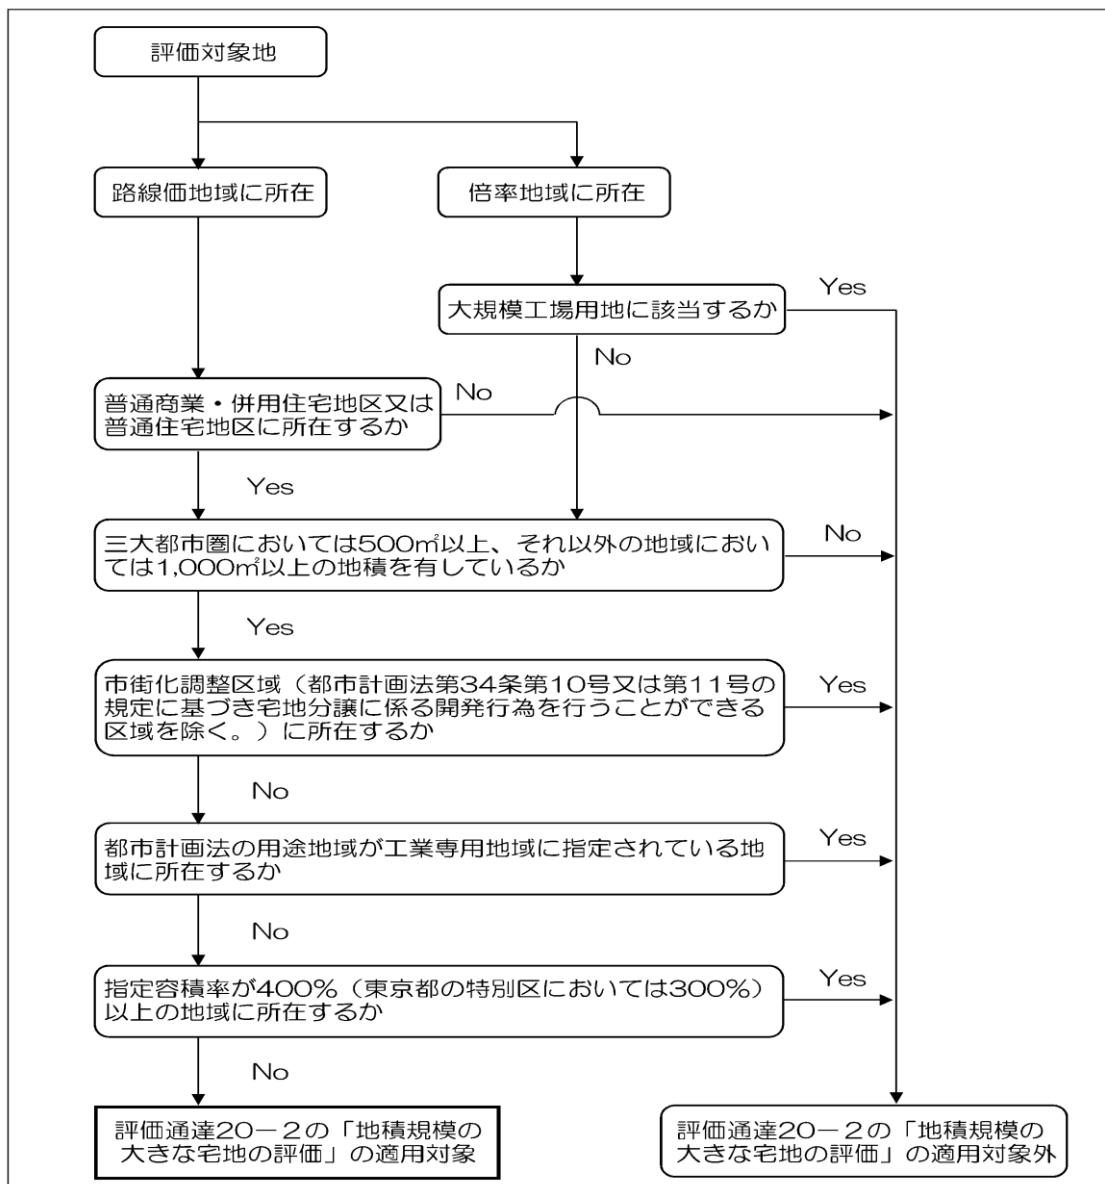 評価対象地
路線価地域に所在
倍率地域に所在
大規模工場用地に該当するか
Yes
No
普通商業・併用住宅地区又は
普通住宅地区に所在するか
No
Yes
三大都市圏においては500㎡以上、それ以外の地域におい
ては1,000㎡以上の地積を有しているか
No
Yes
市街化調整区域（都市計画法第34条第10号又は第11号の
規定に基づき宅地分譲に係る開発行為を行うことができる
区域を除く。）に所在するか
Yes
No
都市計画法の用途地域が工業専用地域に指定されている地
域に所在するか
Yes
No
指定容積率が400％（東京都の特別区においては300％）
以上の地域に所在するか
Yes
No
評価通達20－2の「地積規模の
大きな宅地の評価」の適用対象
評価通達20－2の「地積規模の
大きな宅地の評価」の適用対象外